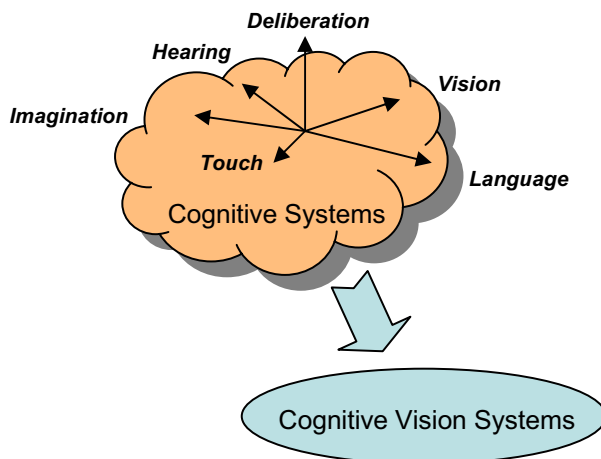 Deliberation
Hearing
Vision
Imagination
Touch
Language
Cognitive Systems
Cognitive Vision Systems